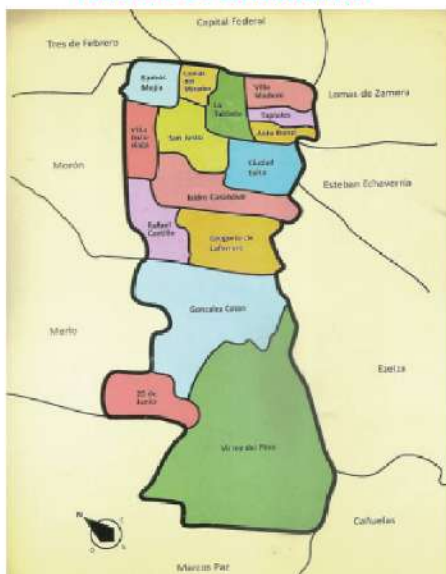 Capital Federal
Tres de Febrero
Lomas de Zamora
Ramos
Mejía
Lomas
del
Mirador
La
Tablada
Villa
Madero
Tapiales
Aldo Bonzi
Villa
Luzuriaga
San Justo
Ciudad
Evita
Morón
Esteban Echeverría
Isidro Casanova
Rafael
Castillo
Gregorio de
Laferrere
Gonzalez Catan
Merlo
Ezeiza
20 de
Junio
Virrey del Pino
N
Cañuelas
Marcos Paz